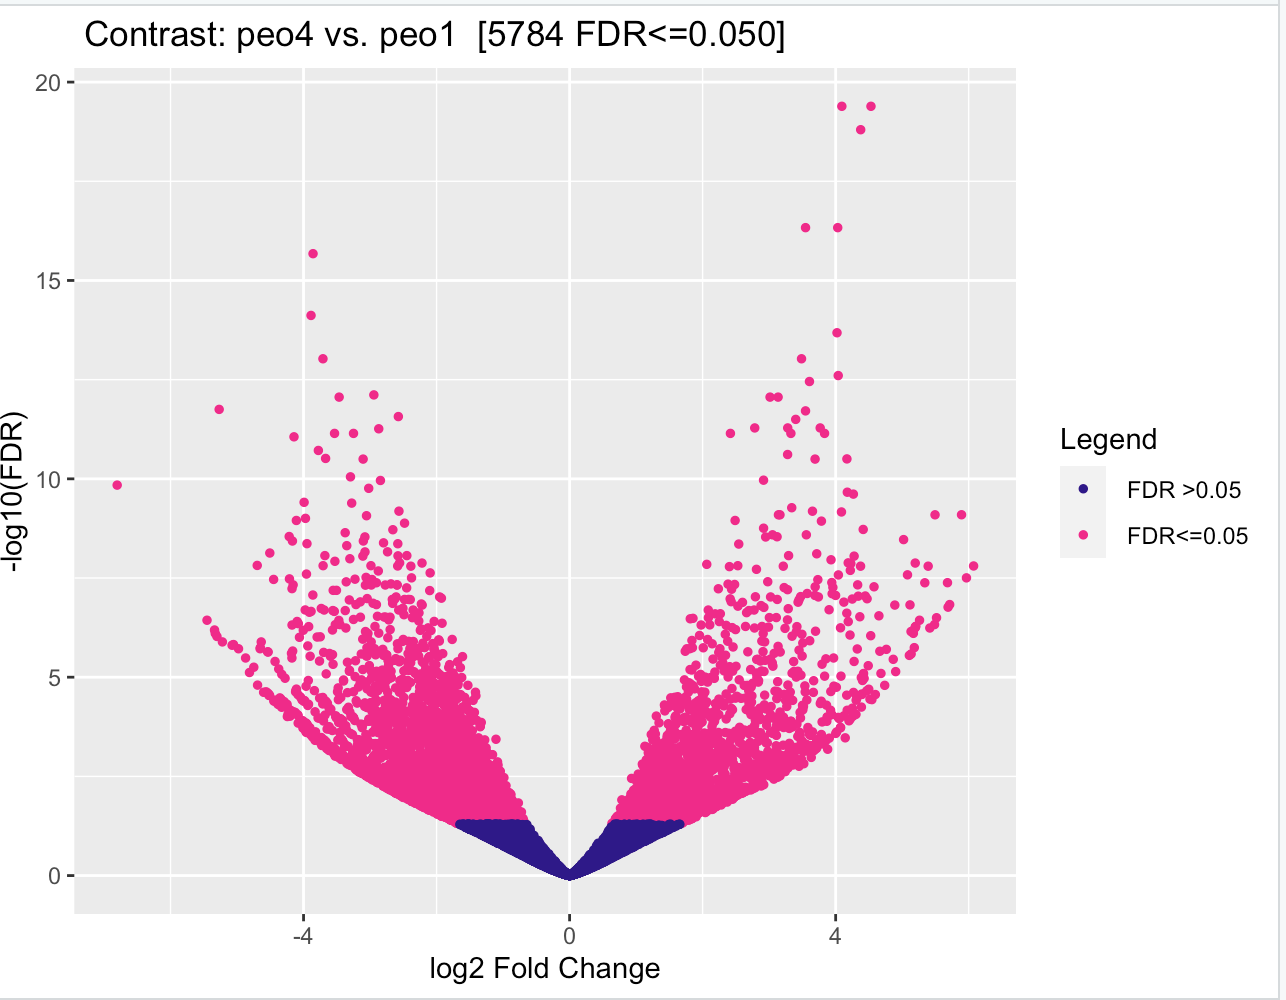 Contrast: peo4 vs. peo1  [5784 FDR<=0.050]
20
15
10
5
0
-log10(FDR)
-4
0
4
log2 Fold Change
Legend
FDR >0.05
FDR<=0.05